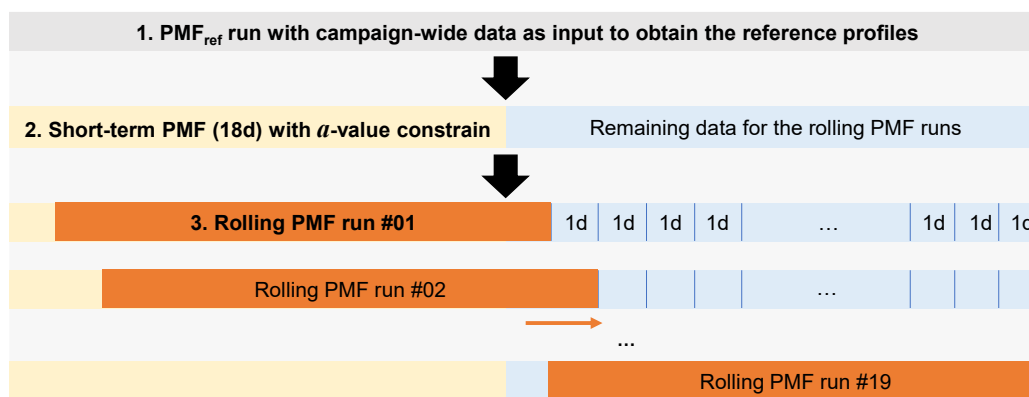 1. PMFref run with campaign-wide data as input to obtain the reference profiles
2. Short-term PMF (18d) with a-value constrain Remaining data for the rolling PMF runs
3. Rolling PMF run #01 1d 1d 1d 1d ... 1d 1d 1d
Rolling PMF run #02 ...
...
Rolling PMF run #19